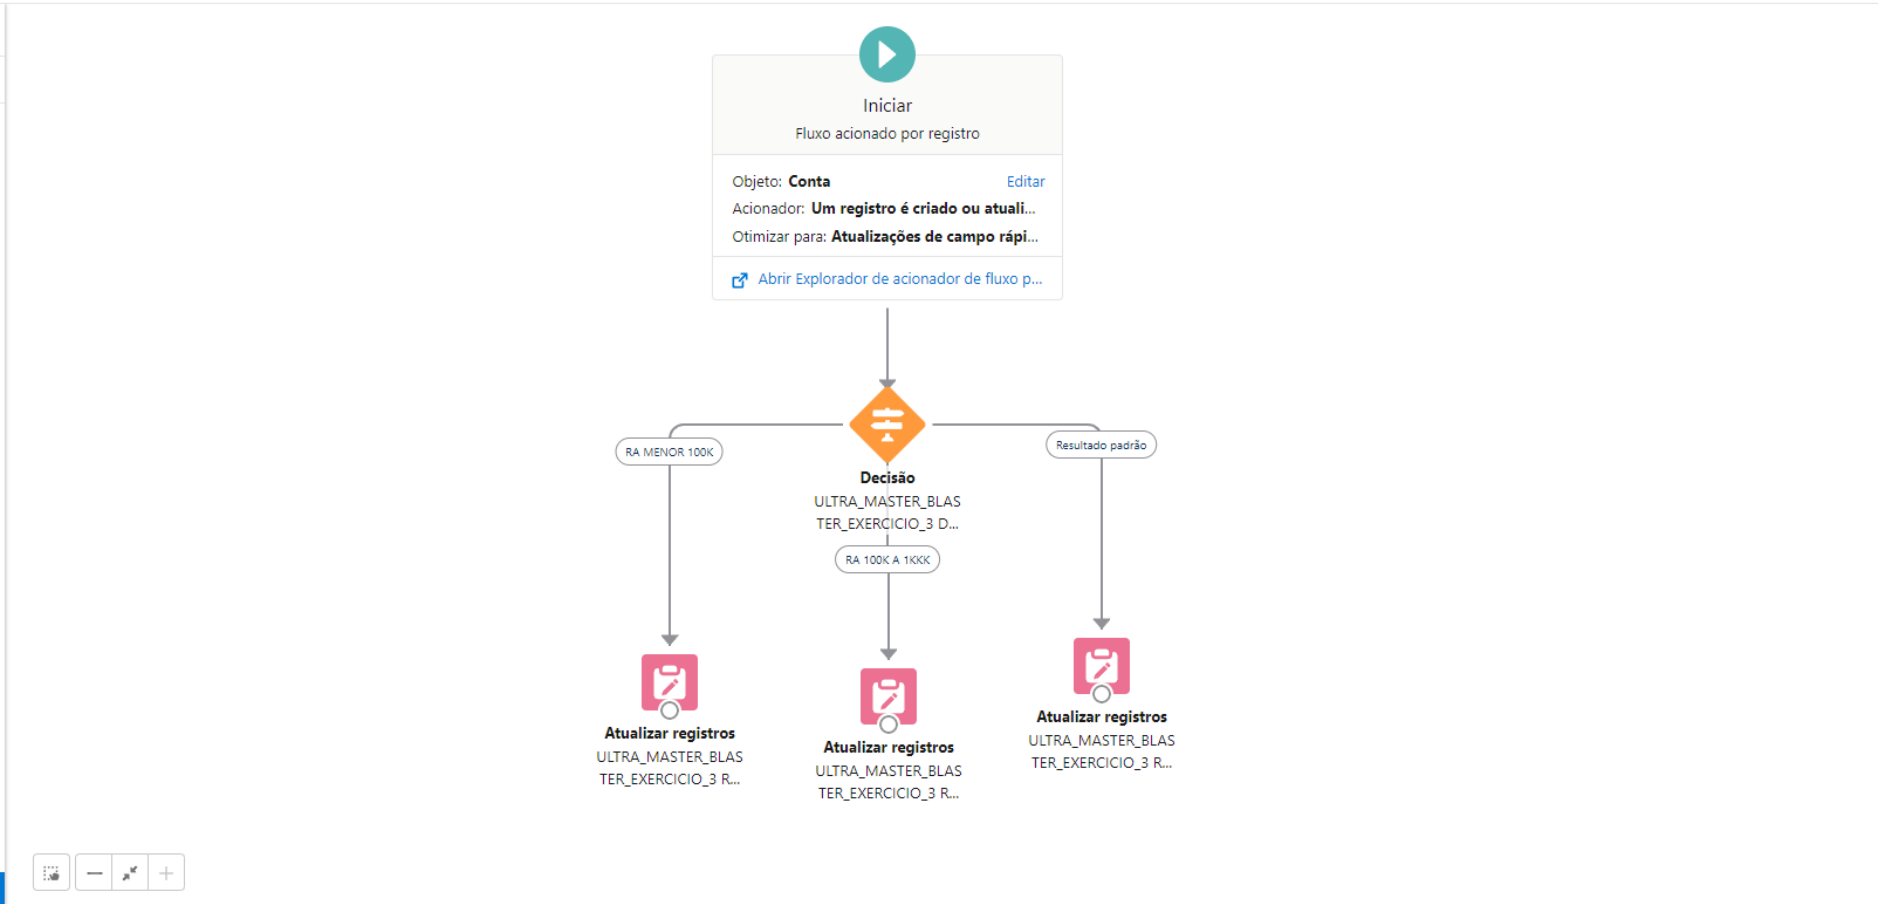 Iniciar
Fluxo acionado por registro
Objeto: Conta
Editar
Acionador: Um registro é criado ou atuali...
Otimizar para: Atualizações de campo rápi...
Abrir Explorador de acionador de fluxo p...
RA MENOR 100K
Resultado padrão
Decisão
ULTRA_MASTER_BLAS
TER_EXERCICIO_3 D...
RA 100K A 1KKK
Atualizar registros
ULTRA_MASTER_BLAS
TER_EXERCICIO_3 R...
Atualizar registros
ULTRA_MASTER_BLAS
TER_EXERCICIO_3 R...
Atualizar registros
ULTRA_MASTER_BLAS
TER_EXERCICIO_3 R...